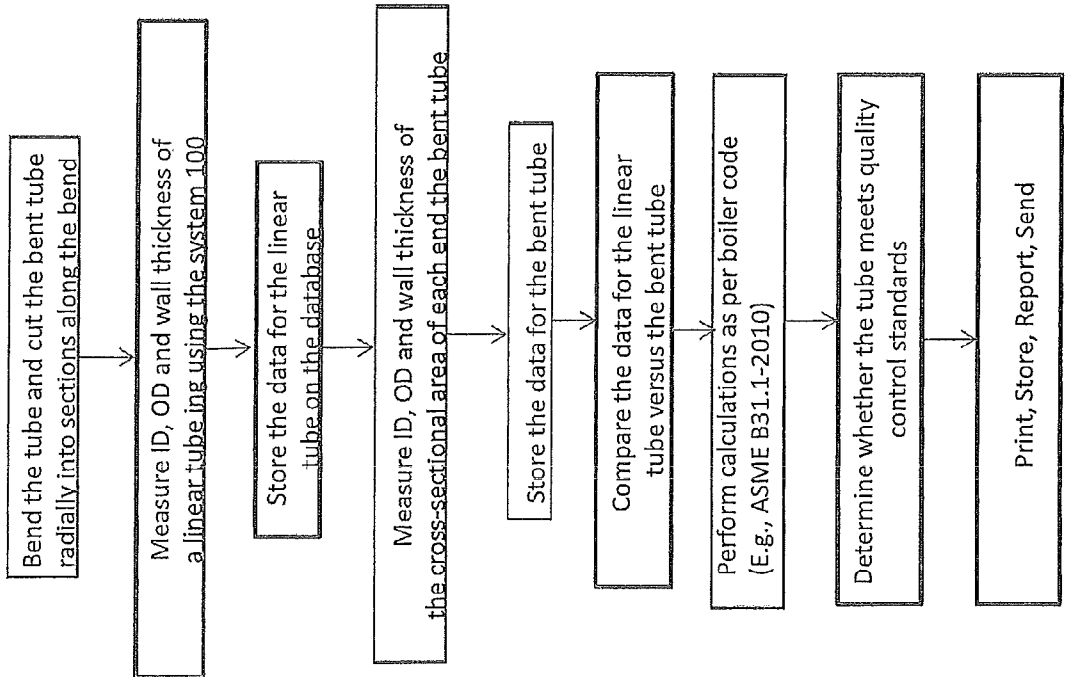 Bend the tube and cut the bent tube
radially into sections along the bend
Measure ID, OD and wall thickness of
a linear tube ing using the system 100
Store the data for the linear
tube on the database
Measure ID, OD and wall thickness of
the cross-sectional area of each end the bent tube
Store the data for the bent tube
Compare the data for the linear
tube versus the bent tube
Perform calculations as per boiler code
(E.g., ASME B31.1-2010)
Determine whether the tube meets quality
control standards
Print, Store, Report, Send